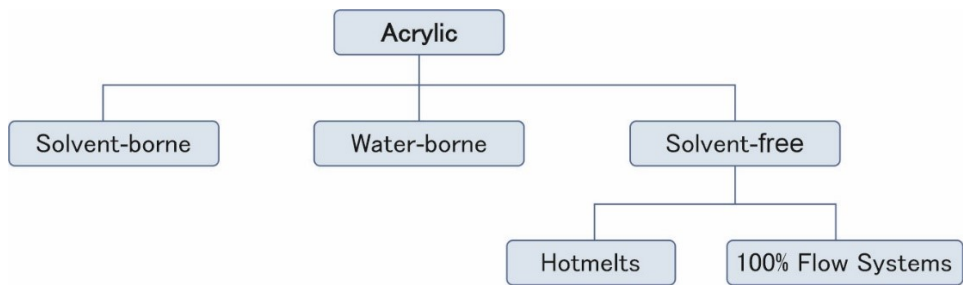 Acrylic
Solvent-borne
Water-borne
Solvent-free
Hotmelts
100% Flow Systems